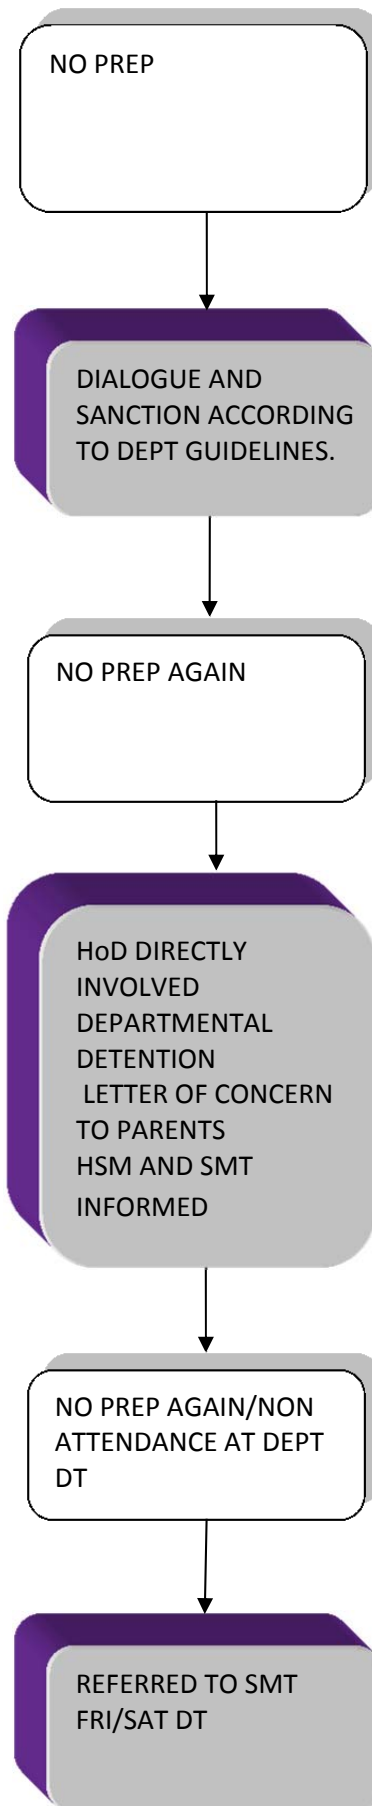 NO PREP
DIALOGUE AND
SANCTION ACCORDING
TO DEPT GUIDELINES.
NO PREP AGAIN
HoD DIRECTLY
INVOLVED
DEPARTMENTAL
DETENTION
LETTER OF CONCERN
TO PARENTS
HSM AND SMT
INFORMED
NO PREP AGAIN/NON
ATTENDANCE AT DEPT
DT
REFERRED TO SMT
FRI/SAT DT